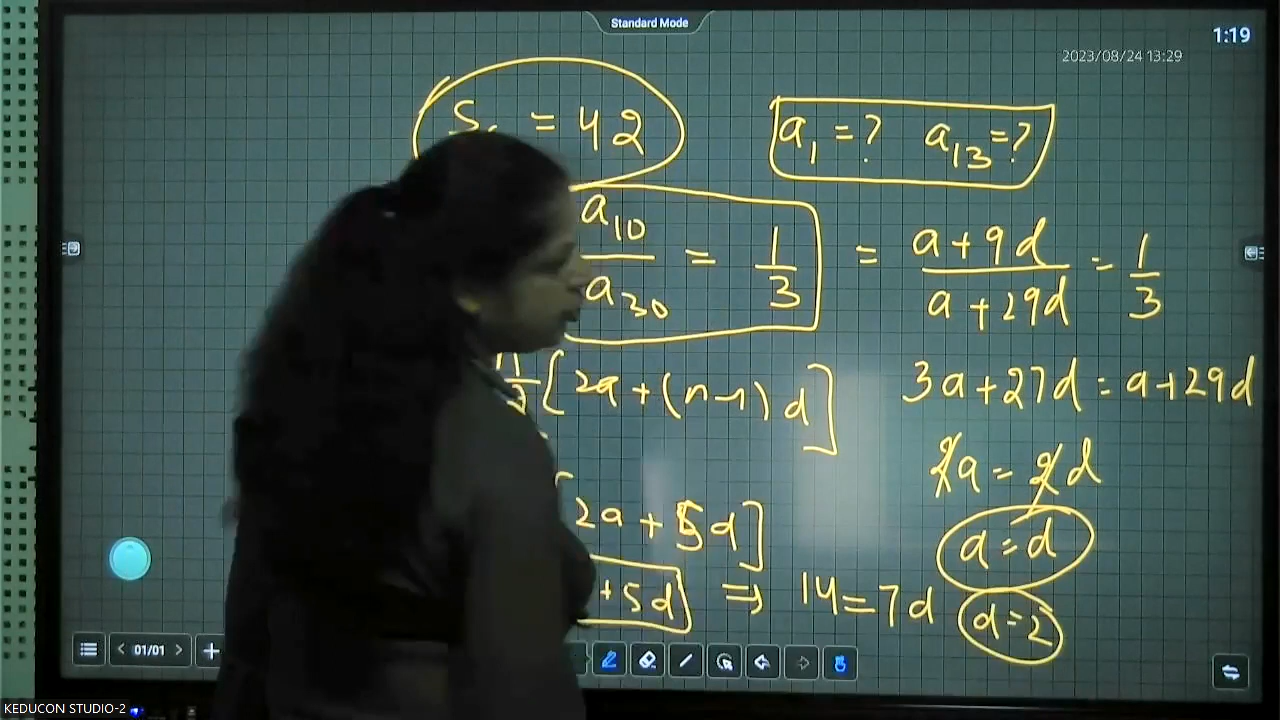 Standard Mode
1:19
2023/08/24 13:29
= 42
a₁ = ? a₁₃ = ?
a₁₀ / a₃₀ = 1/3 = (a + 9d) / (a + 29d) = 1/3
[2a + (n-1) d]
3a + 27d = a + 29d
2a = 2d
2a + 5d]
a = d
+ 5d] ⇒ 14 = 7d
d = 2
01/01
KEDUCON STUDIO-2